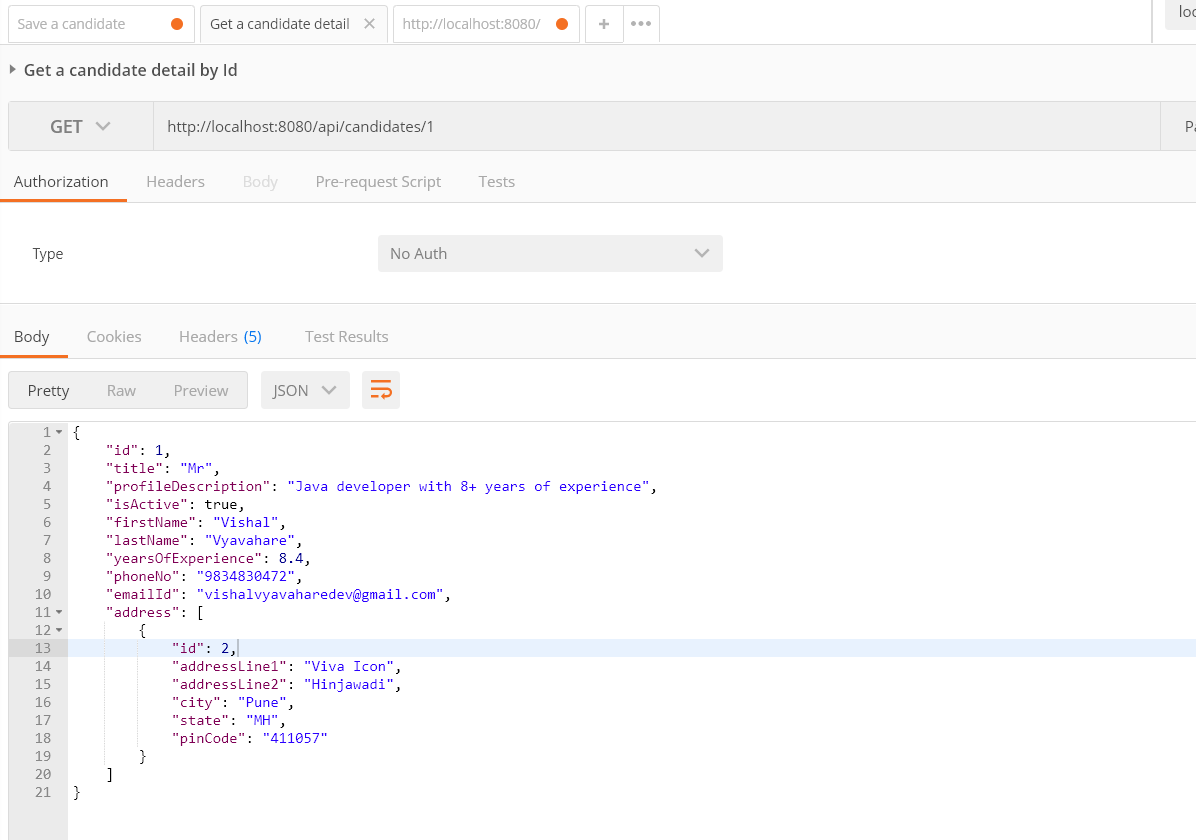 Save a candidate
Get a candidate detail
http://localhost:8080/
loc
Get a candidate detail by Id
GET http://localhost:8080/api/candidates/1 Pa
Authorization Headers Body Pre-request Script Tests
Type No Auth
Body Cookies Headers (5) Test Results
Pretty Raw Preview JSON
1 {
2 "id": 1,
3 "title": "Mr",
4 "profileDescription": "Java developer with 8+ years of experience",
5 "isActive": true,
6 "firstName": "Vishal",
7 "lastName": "Vyavahare",
8 "yearsOfExperience": 8.4,
9 "phoneNo": "9834830472",
10 "emailId": "vishalvyavaharedev@gmail.com",
11 "address": [
12 {
13 "id": 2,
14 "addressLine1": "Viva Icon",
15 "addressLine2": "Hinjawadi",
16 "city": "Pune",
17 "state": "MH",
18 "pinCode": "411057"
19 }
20 ]
21 }